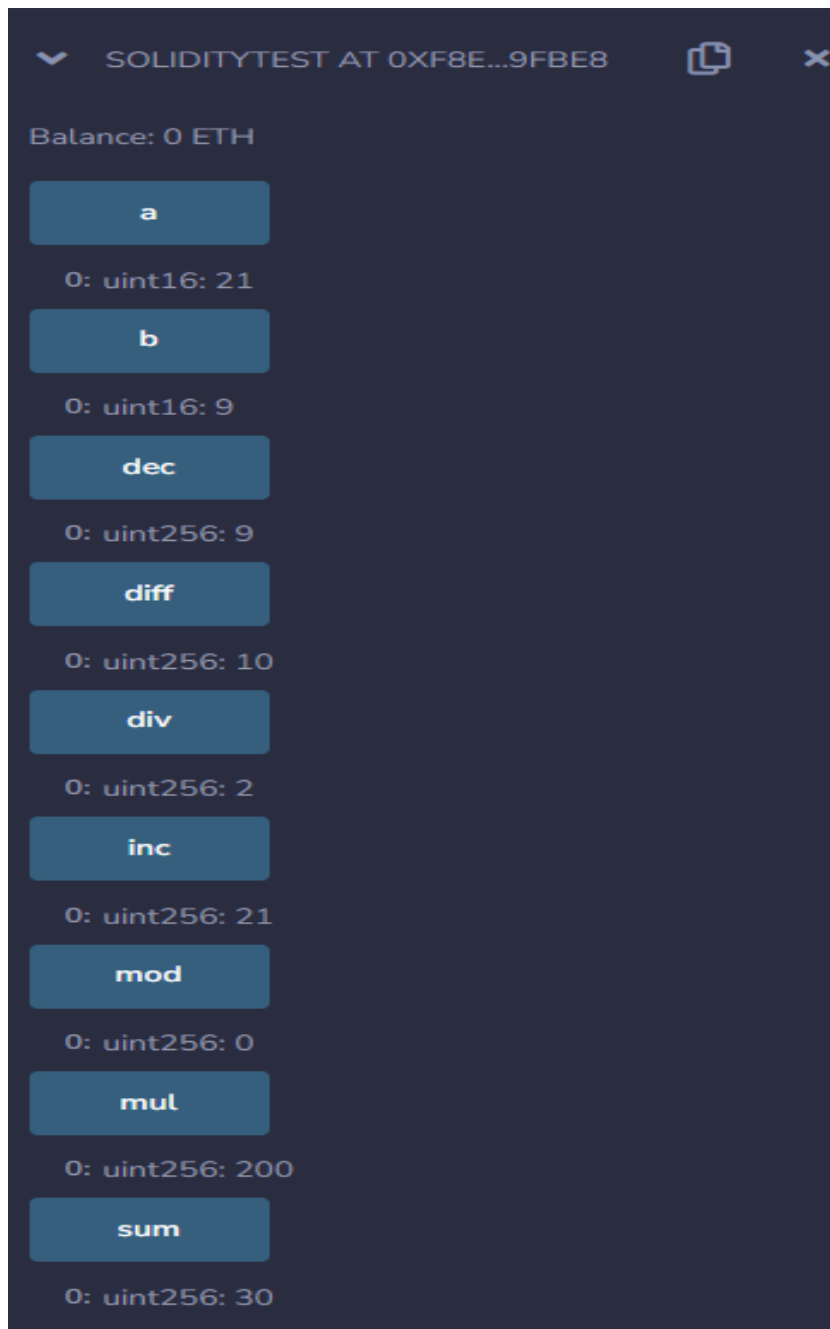 SOLIDITYTEST AT 0XF8E...9FBE8
Balance: 0 ETH
a
0: uint16: 21
b
0: uint16: 9
dec
0: uint256: 9
diff
0: uint256: 10
div
0: uint256: 2
inc
0: uint256: 21
mod
0: uint256: 0
mul
0: uint256: 200
sum
0: uint256: 30